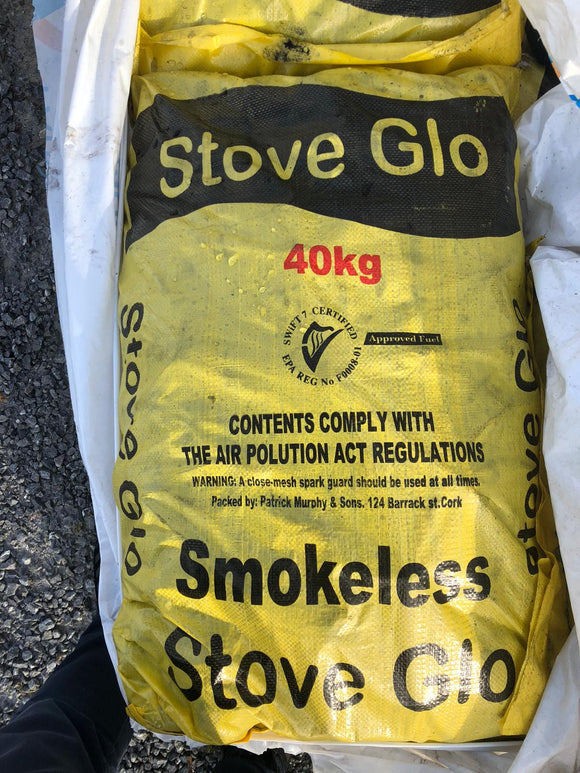 Stove Glo
40kg
SWiFT 7 CERTIFIED
EPA REG No F0008-01
Approved Fuel
CONTENTS COMPLY WITH
THE AIR POLUTION ACT REGULATIONS
WARNING: A close-mesh spark guard should be used at all times.
Packed by: Patrick Murphy & Sons. 124 Barrack st.Cork
Smokeless
Stove Glo
Stove Glo
Stove Glo